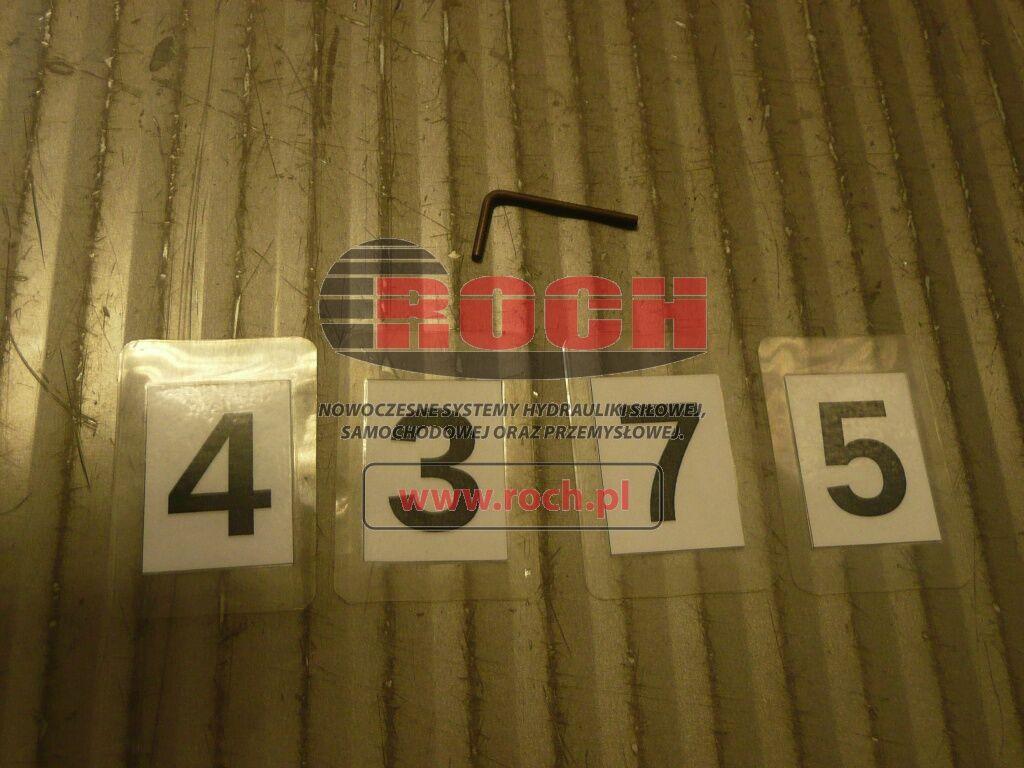 ROCH
NOWOCZESNE SYSTEMY HYDRAULIKI SIŁOWEJ,
SAMOCHODOWEJ ORAZ PRZEMYSŁOWEJ.
4 3 7 5
www.roch.pl